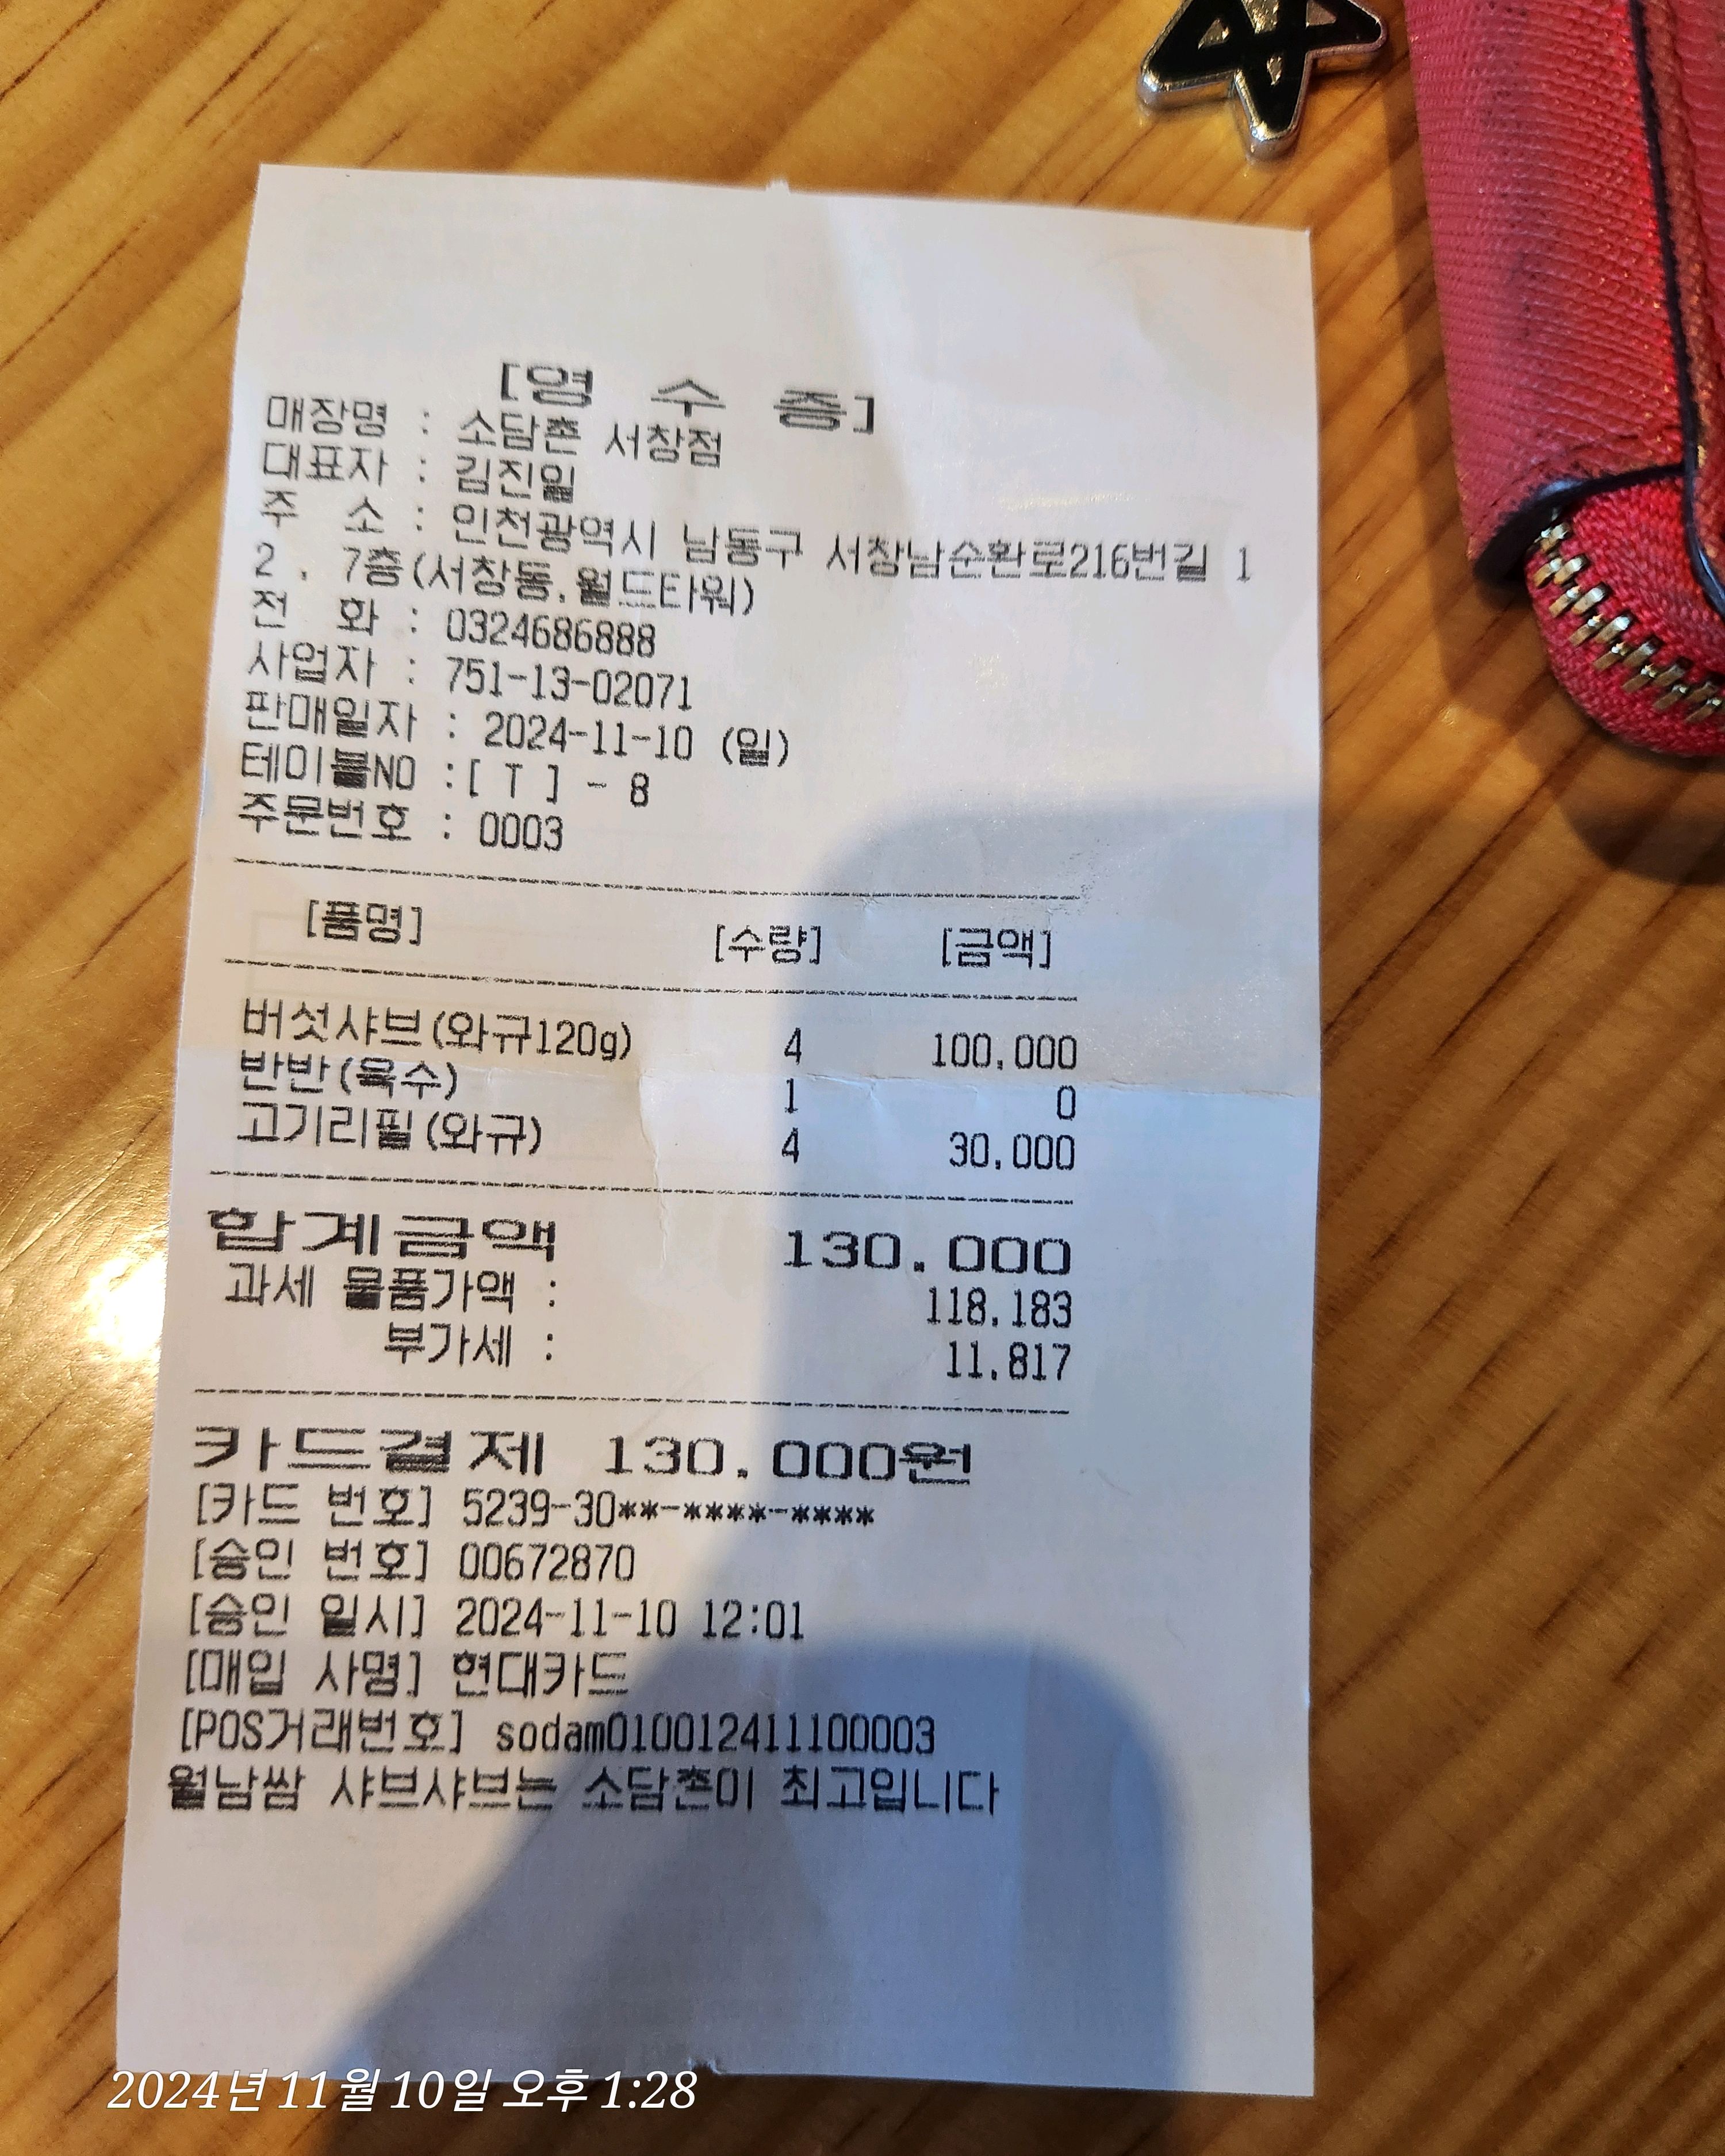 [영 수 증]
매장명 : 소담촌 서창점
대표자 : 김진일
주 소 : 인천광역시 남동구 서창남순환로216번길 1
2, 7층(서창동,월드타워)
전 화 : 0324686888
사업자 : 751-13-02071
판매일자 : 2024-11-10 (일)
테이블NO :[ T ] - 8
주문번호 : 0003
[품명] [수량] [금액]
버섯샤브(와규120g) 4 100,000
반반(육수) 1 0
고기리필(와규) 4 30,000
합계금액 130,000
과세 물품가액 : 118,183
부가세 : 11,817
카드결제 130,000원
[카드 번호] 5239-30**-****-****
[승인 번호] 00672870
[승인 일시] 2024-11-10 12:01
[매입 사명] 현대카드
[POS거래번호] sodam010012411100003
월남쌈 샤브샤브는 소담촌이 최고입니다
2024년 11월 10일 오후 1:28